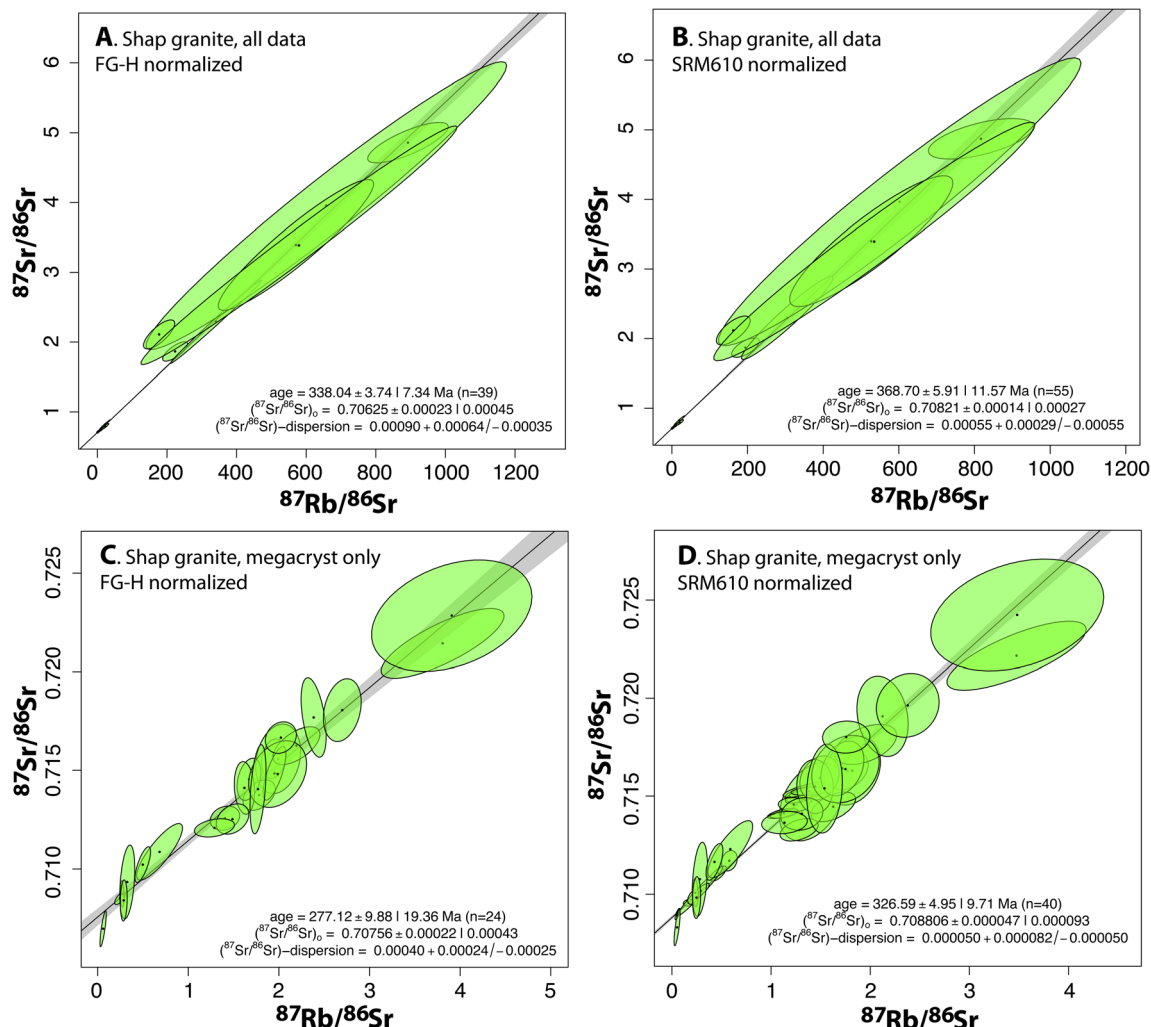 A. Shap granite, all data
FG-H normalized
6
5
4
3
2
1
87Sr/86Sr
age = 338.04 ± 3.74 | 7.34 Ma (n=39)
(87Sr/86Sr)o = 0.70625 ± 0.00023 | 0.00045
(87Sr/86Sr)−dispersion = 0.00090 + 0.00064/−0.00035
0 200 400 600 800 1000 1200
87Rb/86Sr
B. Shap granite, all data
SRM610 normalized
6
5
4
3
2
1
87Sr/86Sr
age = 368.70 ± 5.91 | 11.57 Ma (n=55)
(87Sr/86Sr)o = 0.70821 ± 0.00014 | 0.00027
(87Sr/86Sr)−dispersion = 0.00055 + 0.00029/−0.00055
0 200 400 600 800 1000 1200
87Rb/86Sr
C. Shap granite, megacryst only
FG-H normalized
0.725
0.720
0.715
0.710
87Sr/86Sr
age = 277.12 ± 9.88 | 19.36 Ma (n=24)
(87Sr/86Sr)o = 0.70756 ± 0.00022 | 0.00043
(87Sr/86Sr)−dispersion = 0.00040 + 0.00024/−0.00025
0 1 2 3 4 5
87Rb/86Sr
D. Shap granite, megacryst only
SRM610 normalized
0.725
0.720
0.715
0.710
87Sr/86Sr
age = 326.59 ± 4.95 | 9.71 Ma (n=40)
(87Sr/86Sr)o = 0.708806 ± 0.000047 | 0.000093
(87Sr/86Sr)−dispersion = 0.000050 + 0.000082/−0.000050
0 1 2 3 4
87Rb/86Sr